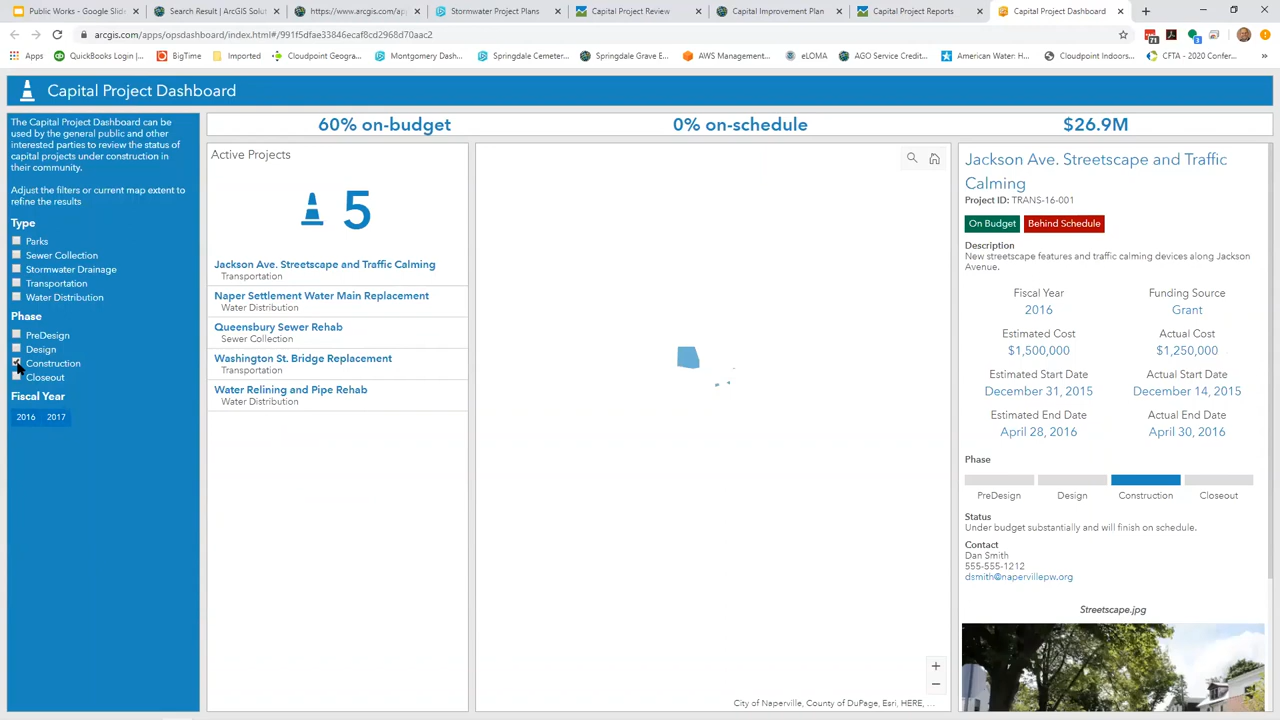 Public Works - Google Slid
Search Result | ArcGIS Solut
https://www.arcgis.com/ap
Stormwater Project Plans
Capital Project Review
Capital Improvement Plan
Capital Project Reports
Capital Project Dashboard
arcgis.com/apps/opsdashboard/index.html#/991f5dfae33846ecaf8cd2968d70aac2
Apps
QuickBooks Login |...
BigTime
Imported
Cloudpoint Geogra...
Montgomery Dash...
Springdale Cemeter...
Springdale Grave E...
AWS Management...
eLOMA
AGO Service Credit...
American Water: H...
Cloudpoint Indoors...
CFTA - 2020 Confer...
Capital Project Dashboard
The Capital Project Dashboard can be
used by the general public and other
interested parties to review the status of
capital projects under construction in
their community.
Adjust the filters or current map extent to
refine the results
Type
Parks
Sewer Collection
Stormwater Drainage
Transportation
Water Distribution
Phase
PreDesign
Design
Construction
Closeout
Fiscal Year
2016 2017
60% on-budget
0% on-schedule
$26.9M
Active Projects
5
Jackson Ave. Streetscape and Traffic Calming
Transportation
Naper Settlement Water Main Replacement
Water Distribution
Queensbury Sewer Rehab
Sewer Collection
Washington St. Bridge Replacement
Transportation
Water Relining and Pipe Rehab
Water Distribution
+
−
City of Naperville, County of DuPage, Esri, HERE, ...
Jackson Ave. Streetscape and Traffic
Calming
Project ID: TRANS-16-001
On Budget Behind Schedule
Description
New streetscape features and traffic calming devices along Jackson
Avenue.
Fiscal Year Funding Source
2016 Grant
Estimated Cost Actual Cost
$1,500,000 $1,250,000
Estimated Start Date Actual Start Date
December 31, 2015 December 14, 2015
Estimated End Date Actual End Date
April 28, 2016 April 30, 2016
Phase
PreDesign Design Construction Closeout
Status
Under budget substantially and will finish on schedule.
Contact
Dan Smith
555-555-1212
dsmith@napervillepw.org
Streetscape.jpg